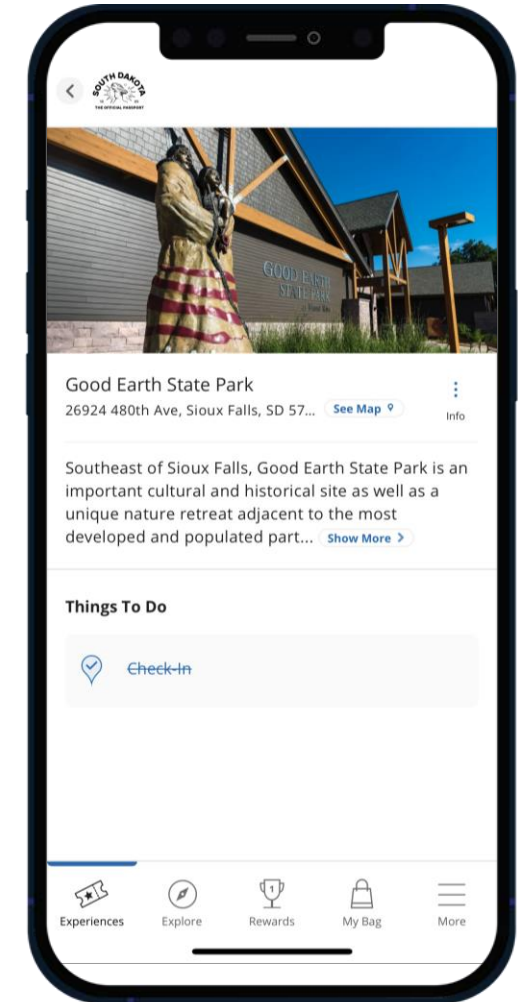 SOUTH DAKOTA
THE OFFICIAL PASSPORT
GOOD EARTH
STATE PARK
Good Earth State Park
26924 480th Ave, Sioux Falls, SD 57... See Map
Info
Southeast of Sioux Falls, Good Earth State Park is an
important cultural and historical site as well as a
unique nature retreat adjacent to the most
developed and populated part... Show More >
Things To Do
Check-In
1
Experiences Explore Rewards My Bag More